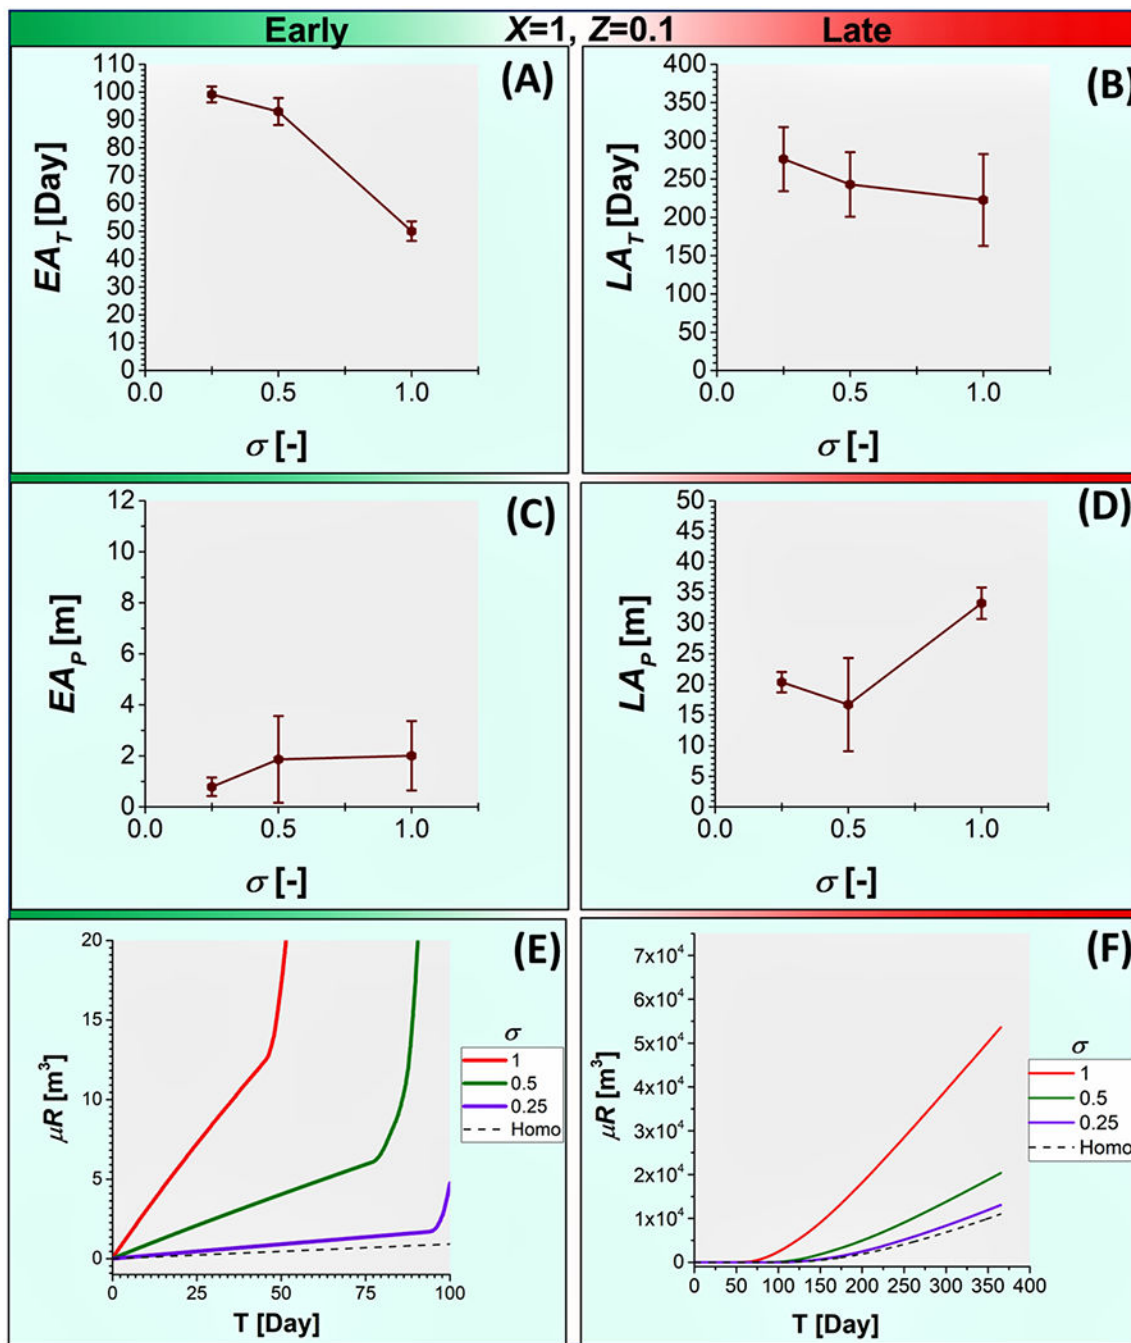 Early X=1, Z=0.1 Late
(A)
EA_T [Day]
110
100
90
80
70
60
50
40
30
20
10
0
0.0 0.5 1.0
σ [-]
(B)
LA_T [Day]
400
350
300
250
200
150
100
50
0
0.0 0.5 1.0
σ [-]
(C)
EA_P [m]
12
10
8
6
4
2
0
0.0 0.5 1.0
σ [-]
(D)
LA_P [m]
50
45
40
35
30
25
20
15
10
5
0
0.0 0.5 1.0
σ [-]
(E)
μR [m³]
20
15
10
5
0
0 25 50 75 100
T [Day]
σ
1
0.5
0.25
Homo
(F)
μR [m³]
7x10⁴
6x10⁴
5x10⁴
4x10⁴
3x10⁴
2x10⁴
1x10⁴
0
0 50 100 150 200 250 300 350 400
T [Day]
σ
1
0.5
0.25
Homo